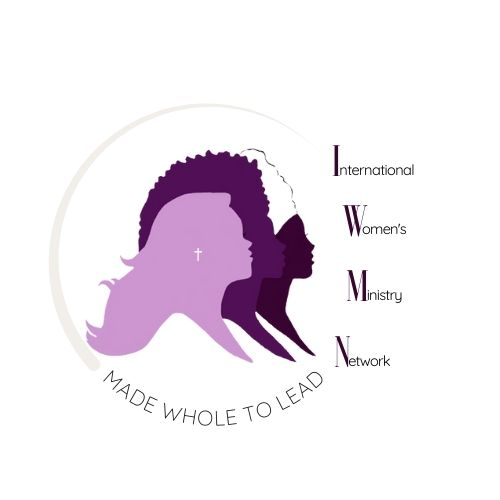 International
Women's
Ministry
Network
MADE WHOLE TO LEAD